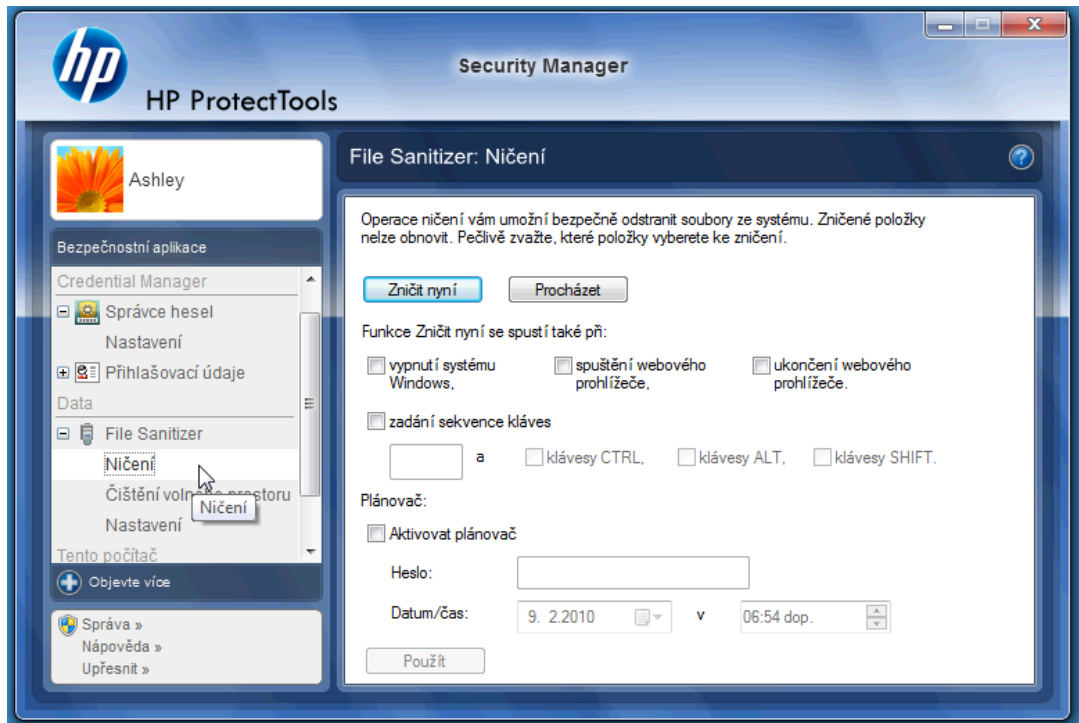 hp
Security Manager
HP ProtectTools
Ashley
Bezpečnostní aplikace
Credential Manager
Správce hesel
Nastavení
Přihlašovací údaje
Data
File Sanitizer
Ničení
Čištění voln prostoru
Ničení
Nastavení
Tento počítač
Objevte více
Správa »
Nápověda »
Upřesnit »
File Sanitizer: Ničení
?
Operace ničení vám umožní bezpečně odstranit soubory ze systému. Zničené položky
nelze obnovit. Pečlivě zvažte, které položky vyberete ke zničení.
Zničit nyní
Procházet
Funkce Zničit nyní se spustí také při:
vypnutí systému
Windows,
spuštění webového
prohlížeče,
ukončení webového
prohlížeče.
zadání sekvence kláves
a
klávesy CTRL,
klávesy ALT,
klávesy SHIFT.
Plánovač:
Aktivovat plánovač
Heslo:
Datum/čas:
9. 2.2010
v
06:54 dop.
Použít